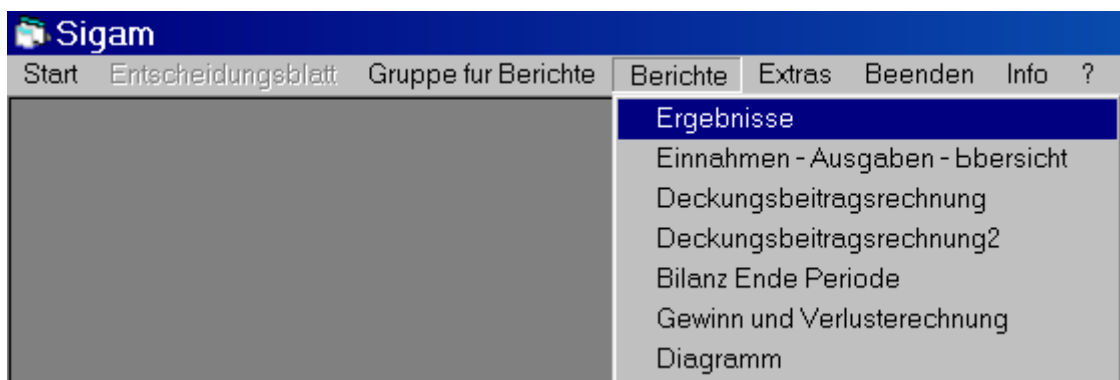 Sigam
Start Entscheidungsblatt Gruppe fur Berichte Berichte Extras Beenden Info ?
Ergebnisse
Einnahmen - Ausgaben - Ьbersicht
Deckungsbeitragsrechnung
Deckungsbeitragsrechnung2
Bilanz Ende Periode
Gewinn und Verlusterechnung
Diagramm